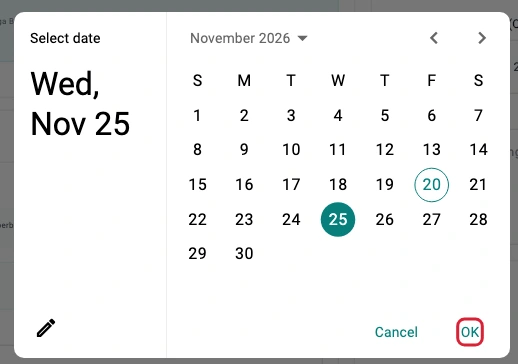 Select date
Wed,
Nov 25
November 2026
S M T W T F S
1 2 3 4 5 6 7
8 9 10 11 12 13 14
15 16 17 18 19 20 21
22 23 24 25 26 27 28
29 30
Cancel OK